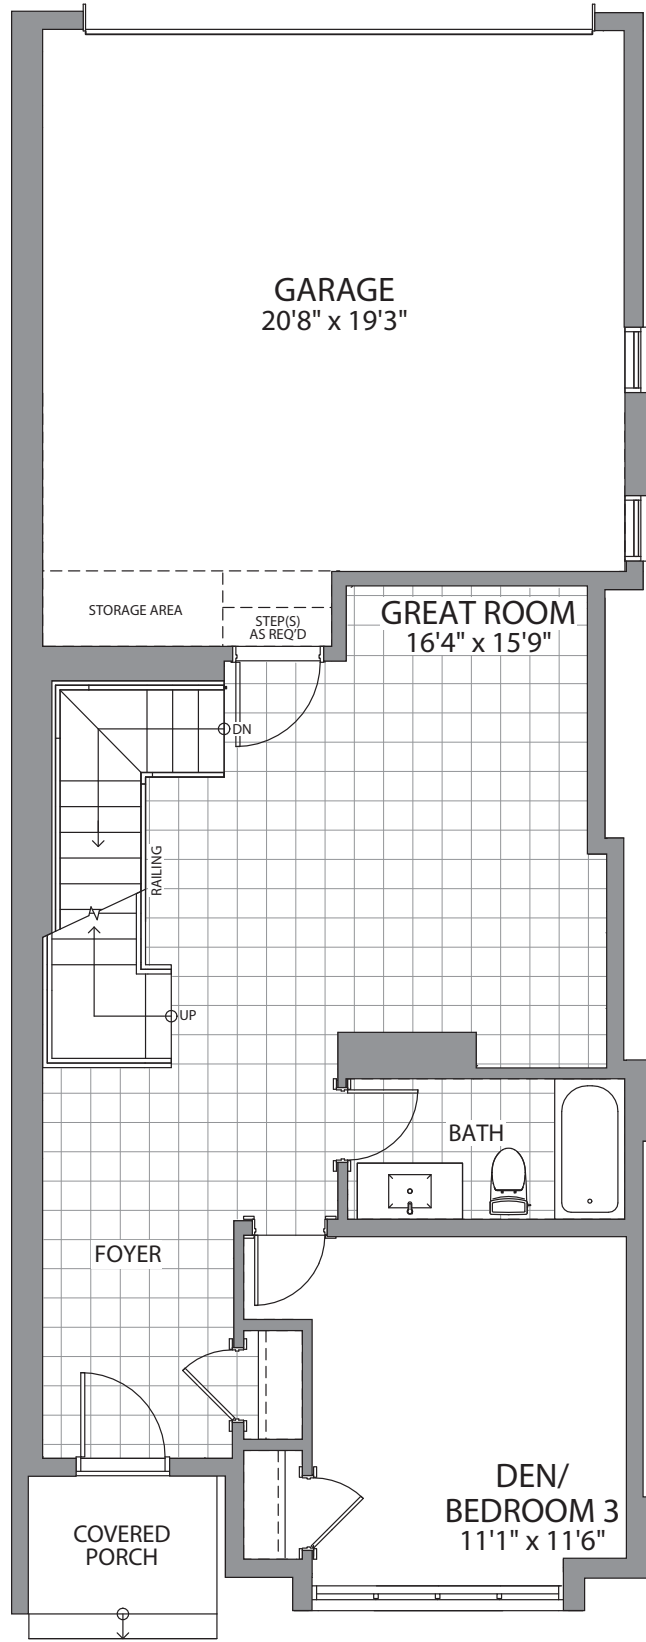 GARAGE
20'8" x 19'3"
STORAGE AREA
STEP(S)
AS REQ'D
GREAT ROOM
16'4" x 15'9"
DN
RAILING
UP
BATH
FOYER
DEN/
BEDROOM 3
11'1" x 11'6"
COVERED
PORCH